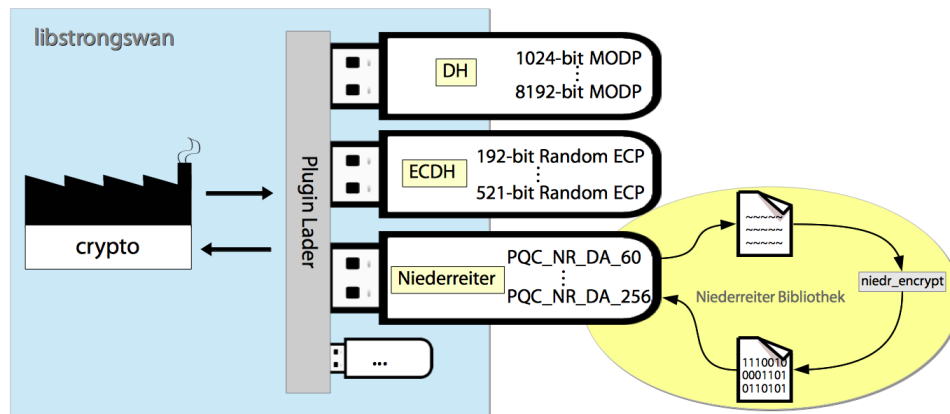 libstrongswan
crypto
Plugin Lader
DH
1024-bit MODP
8192-bit MODP
ECDH
192-bit Random ECP
521-bit Random ECP
Niederreiter
PQC_NR_DA_60
PQC_NR_DA_256
...
~~~~~
~~~~~
~~~~~
niedr_encrypt
Niederreiter Bibliothek
1110010
0001101
0110101